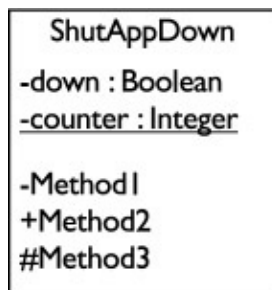 ShutAppDown
-down : Boolean
-counter : Integer
-Method1
+Method2
#Method3